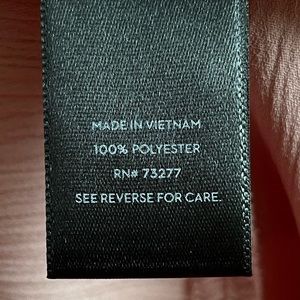 MADE IN VIETNAM
100% POLYESTER
RN# 73277
SEE REVERSE FOR CARE.